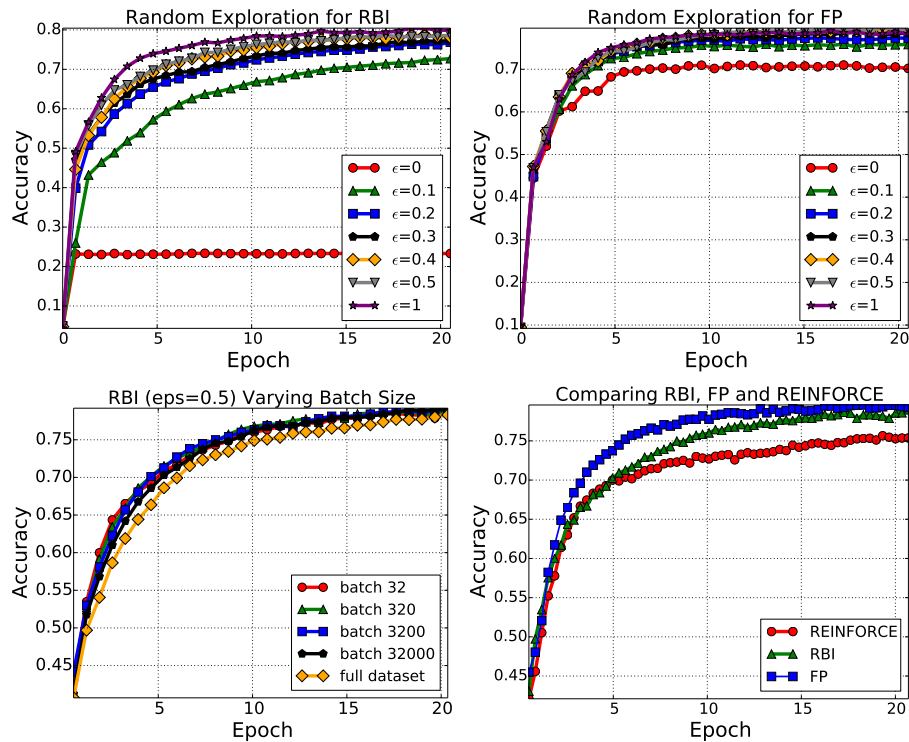 Random Exploration for RBI
Accuracy
0.8
0.7
0.6
0.5
0.4
0.3
0.2
0.1
ϵ=0
ϵ=0.1
ϵ=0.2
ϵ=0.3
ϵ=0.4
ϵ=0.5
ϵ=1
0 5 10 15 20
Epoch
Random Exploration for FP
Accuracy
0.7
0.6
0.5
0.4
0.3
0.2
0.1
ϵ=0
ϵ=0.1
ϵ=0.2
ϵ=0.3
ϵ=0.4
ϵ=0.5
ϵ=1
0 5 10 15 20
Epoch
RBI (eps=0.5) Varying Batch Size
Accuracy
0.75
0.70
0.65
0.60
0.55
0.50
0.45
batch 32
batch 320
batch 3200
batch 32000
full dataset
5 10 15 20
Epoch
Comparing RBI, FP and REINFORCE
Accuracy
0.75
0.70
0.65
0.60
0.55
0.50
0.45
REINFORCE
RBI
FP
5 10 15 20
Epoch